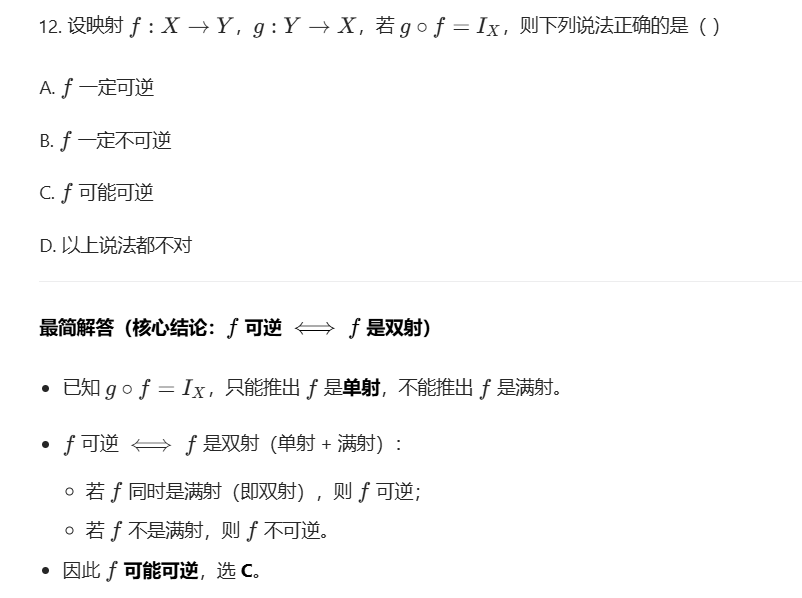 12. 设映射 f : X → Y，g : Y → X，若 g ∘ f = I_X，则下列说法正确的是（ ）
A. f 一定可逆
B. f 一定不可逆
C. f 可能可逆
D. 以上说法都不对
最简解答（核心结论：f 可逆 ⟺ f 是双射）
• 已知 g ∘ f = I_X，只能推出 f 是单射，不能推出 f 是满射。
• f 可逆 ⟺ f 是双射（单射 + 满射）：
○ 若 f 同时是满射（即双射），则 f 可逆；
○ 若 f 不是满射，则 f 不可逆。
• 因此 f 可能可逆，选 C。